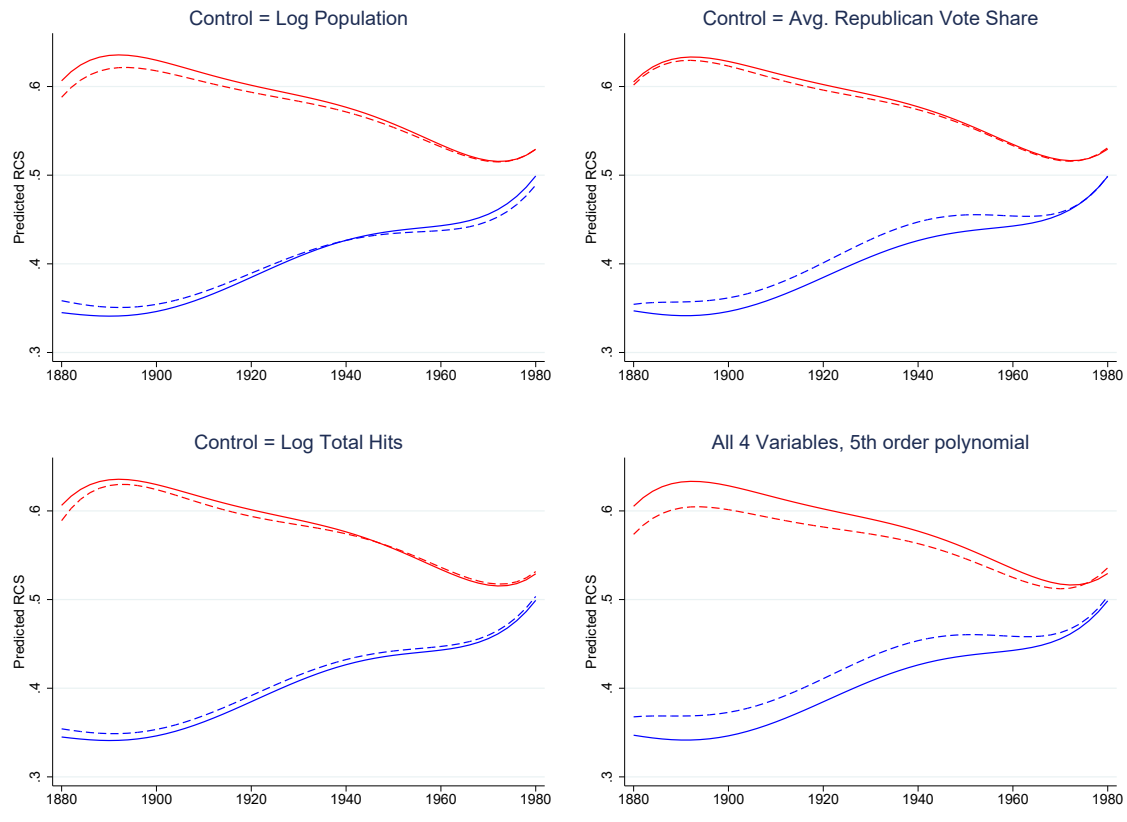 Control = Log Population
Predicted RCS
.6
.5
.4
.3
1880 1900 1920 1940 1960 1980
Control = Avg. Republican Vote Share
Predicted RCS
.6
.5
.4
.3
1880 1900 1920 1940 1960 1980
Control = Log Total Hits
Predicted RCS
.6
.5
.4
.3
1880 1900 1920 1940 1960 1980
All 4 Variables, 5th order polynomial
Predicted RCS
.6
.5
.4
.3
1880 1900 1920 1940 1960 1980